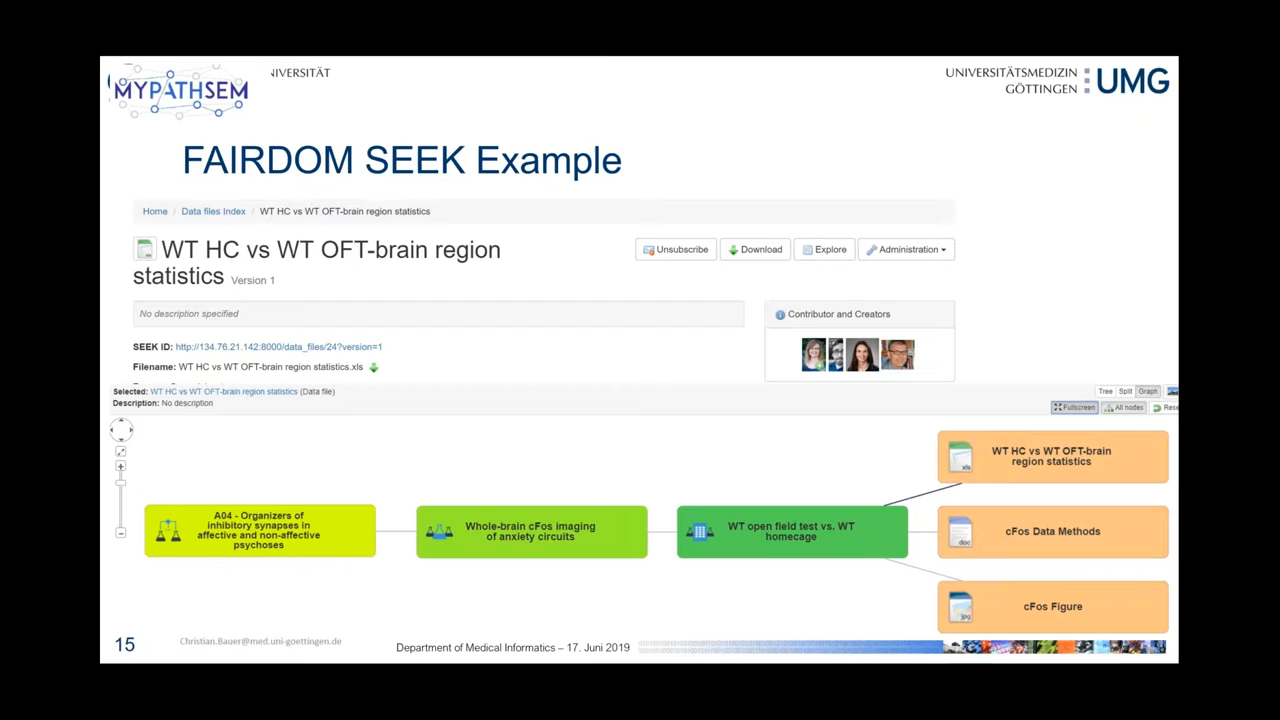 MYPATHSEM
UNIVERSITÄTSMEDIZIN
GÖTTINGEN
UMG
FAIRDOM SEEK Example
Home / Data files Index / WT HC vs WT OFT-brain region statistics
WT HC vs WT OFT-brain region
statistics Version 1
Unsubscribe
Download
Explore
Administration
No description specified
Contributor and Creators
SEEK ID: http://134.76.21.142:8000/data_files/24?version=1
Filename: WT HC vs WT OFT-brain region statistics.xls
Selected: WT HC vs WT OFT-brain region statistics (Data file)
Description: No description
Tree Split Graph
Fullscreen All nodes Rese
WT HC vs WT OFT-brain
region statistics
xls
A04 - Organizers of
inhibitory synapses in
affective and non-affective
psychoses
Whole-brain cFos imaging
of anxiety circuits
WT open field test vs. WT
homecage
cFos Data Methods
doc
cFos Figure
jpg
15
Christian.Bauer@med.uni-goettingen.de
Department of Medical Informatics – 17. Juni 2019